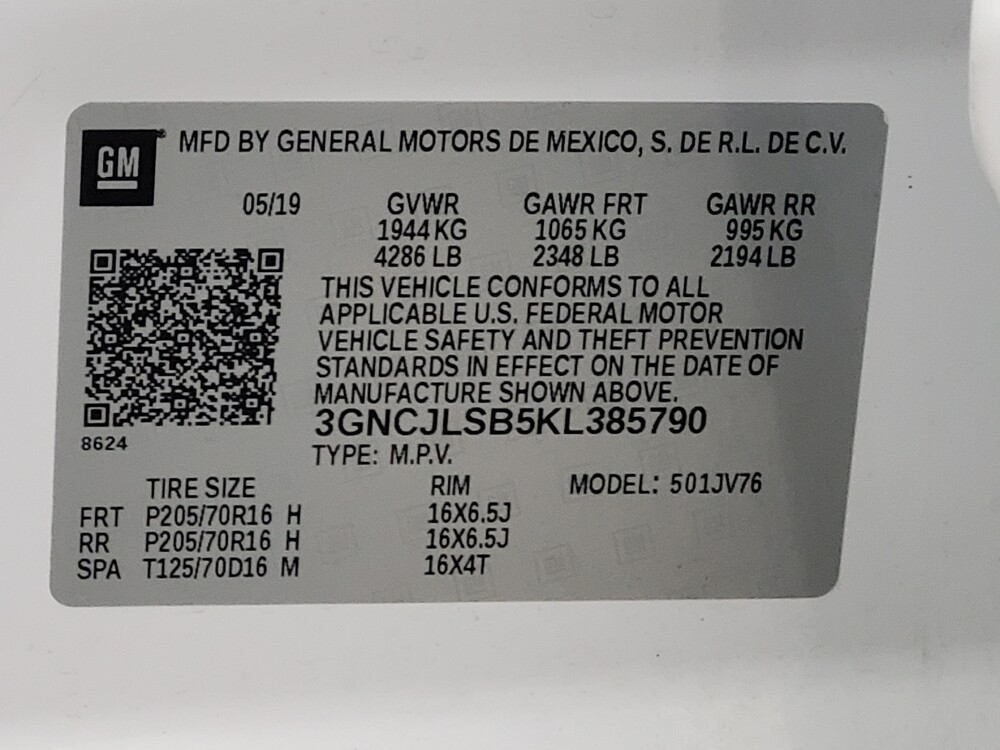 GM ® MFD BY GENERAL MOTORS DE MEXICO, S. DE R.L. DE C.V.
05/19 GVWR GAWR FRT GAWR RR
1944 KG 1065 KG 995 KG
4286 LB 2348 LB 2194 LB
THIS VEHICLE CONFORMS TO ALL
APPLICABLE U.S. FEDERAL MOTOR
VEHICLE SAFETY AND THEFT PREVENTION
STANDARDS IN EFFECT ON THE DATE OF
MANUFACTURE SHOWN ABOVE.
3GNCJLSB5KL385790
8624
TYPE: M.P.V.
TIRE SIZE RIM MODEL: 501JV76
FRT P205/70R16 H 16X6.5J
RR P205/70R16 H 16X6.5J
SPA T125/70D16 M 16X4T